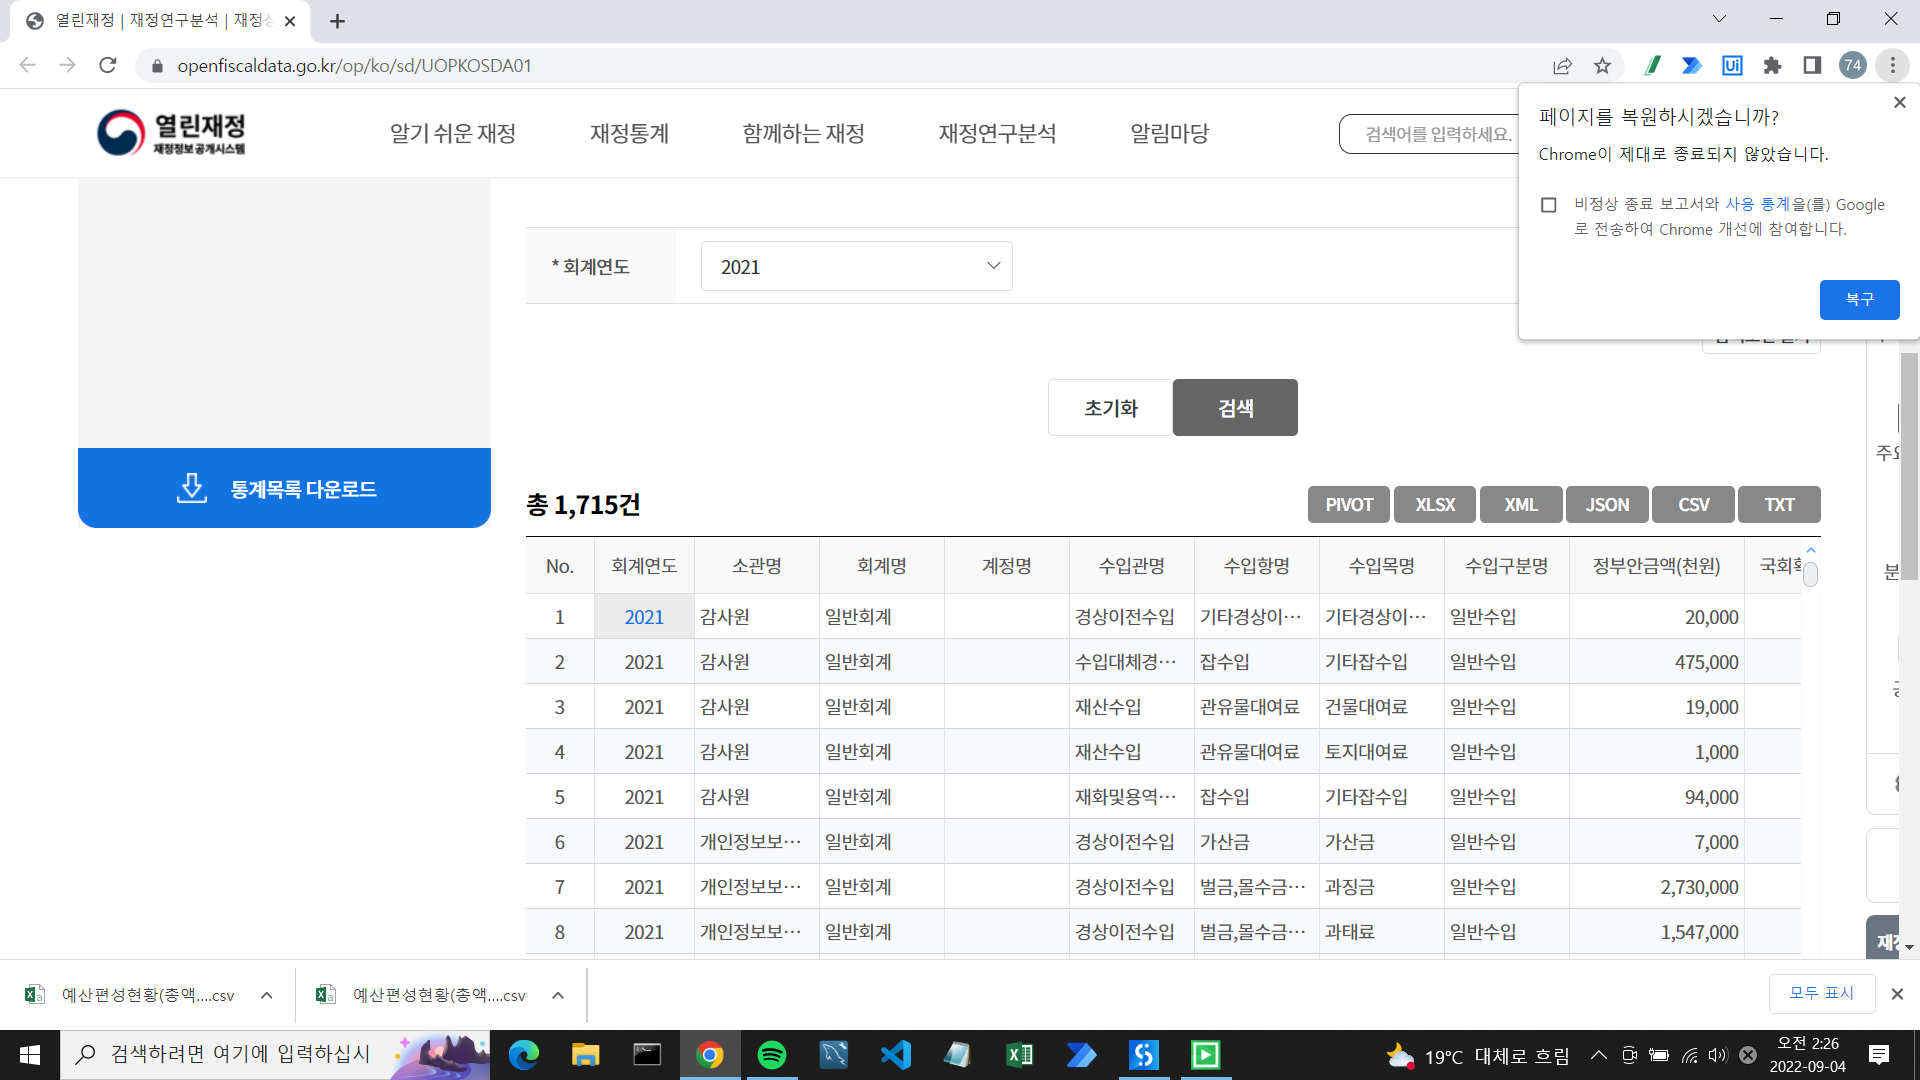 열린재정 | 재정연구분석 | 재정상
openfiscaldata.go.kr/op/ko/sd/UOPKOSDA01
74
열린재정
재정정보공개시스템
알기 쉬운 재정
재정통계
함께하는 재정
재정연구분석
알림마당
검색어를 입력하세요.
페이지를 복원하시겠습니까?
Chrome이 제대로 종료되지 않았습니다.
비정상 종료 보고서와 사용 통계을(를) Google
로 전송하여 Chrome 개선에 참여합니다.
복구
* 회계연도
2021
초기화
검색
통계목록 다운로드
총 1,715건
PIVOT XLSX XML JSON CSV TXT
No. 회계연도 소관명 회계명 계정명 수입관명 수입항명 수입목명 수입구분명 정부안금액(천원) 국회확
1 2021 감사원 일반회계 경상이전수입 기타경상이… 기타경상이… 일반수입 20,000
2 2021 감사원 일반회계 수입대체경… 잡수입 기타잡수입 일반수입 475,000
3 2021 감사원 일반회계 재산수입 관유물대여료 건물대여료 일반수입 19,000
4 2021 감사원 일반회계 재산수입 관유물대여료 토지대여료 일반수입 1,000
5 2021 감사원 일반회계 재화및용역… 잡수입 기타잡수입 일반수입 94,000
6 2021 개인정보보… 일반회계 경상이전수입 가산금 가산금 일반수입 7,000
7 2021 개인정보보… 일반회계 경상이전수입 벌금,몰수금… 과징금 일반수입 2,730,000
8 2021 개인정보보… 일반회계 경상이전수입 벌금,몰수금… 과태료 일반수입 1,547,000
주요
분
재정
예산편성현황(총액....csv
예산편성현황(총액....csv
모두 표시
검색하려면 여기에 입력하십시
19°C 대체로 흐림
오전 2:26
2022-09-04